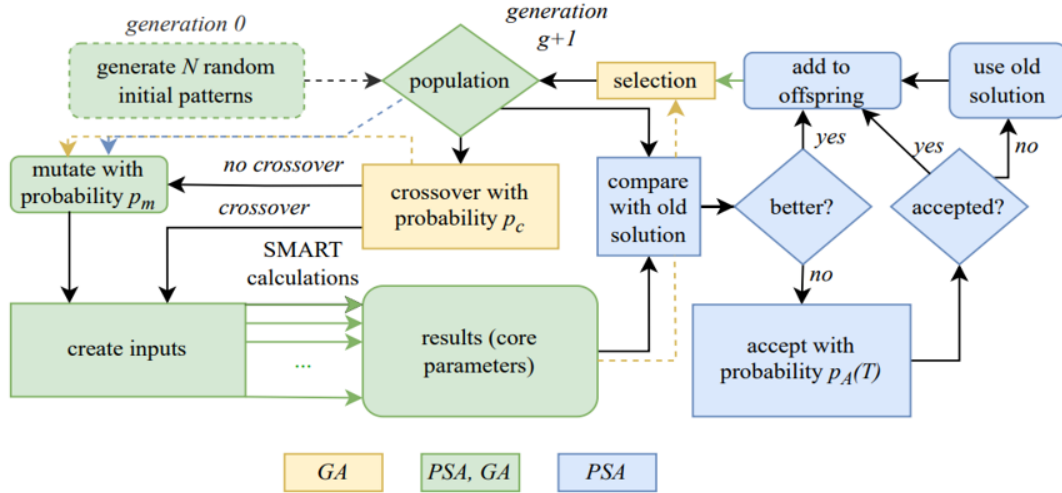 generation 0
generation
g+1
generate N random
initial patterns
population
selection
add to
offspring
use old
solution
yes
yes
no
mutate with
probability pm
no crossover
crossover
crossover with
probability pc
compare
with old
solution
better?
accepted?
no
SMART
calculations
create inputs
...
results (core
parameters)
accept with
probability pA(T)
GA
PSA, GA
PSA